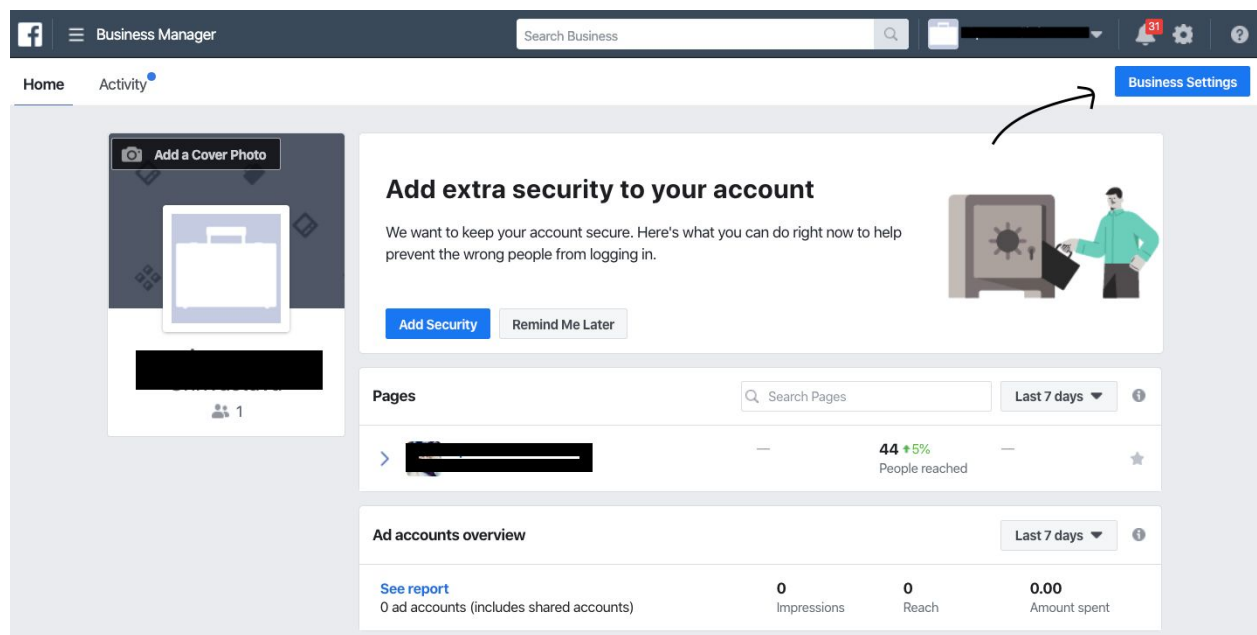 Business Manager
Search Business
31
Home
Activity
Business Settings
Add a Cover Photo
Add extra security to your account
We want to keep your account secure. Here's what you can do right now to help
prevent the wrong people from logging in.
Add Security
Remind Me Later
1
Pages
Search Pages
Last 7 days
44 5%
People reached
Ad accounts overview
Last 7 days
See report
0 ad accounts (includes shared accounts)
0
Impressions
0
Reach
0.00
Amount spent